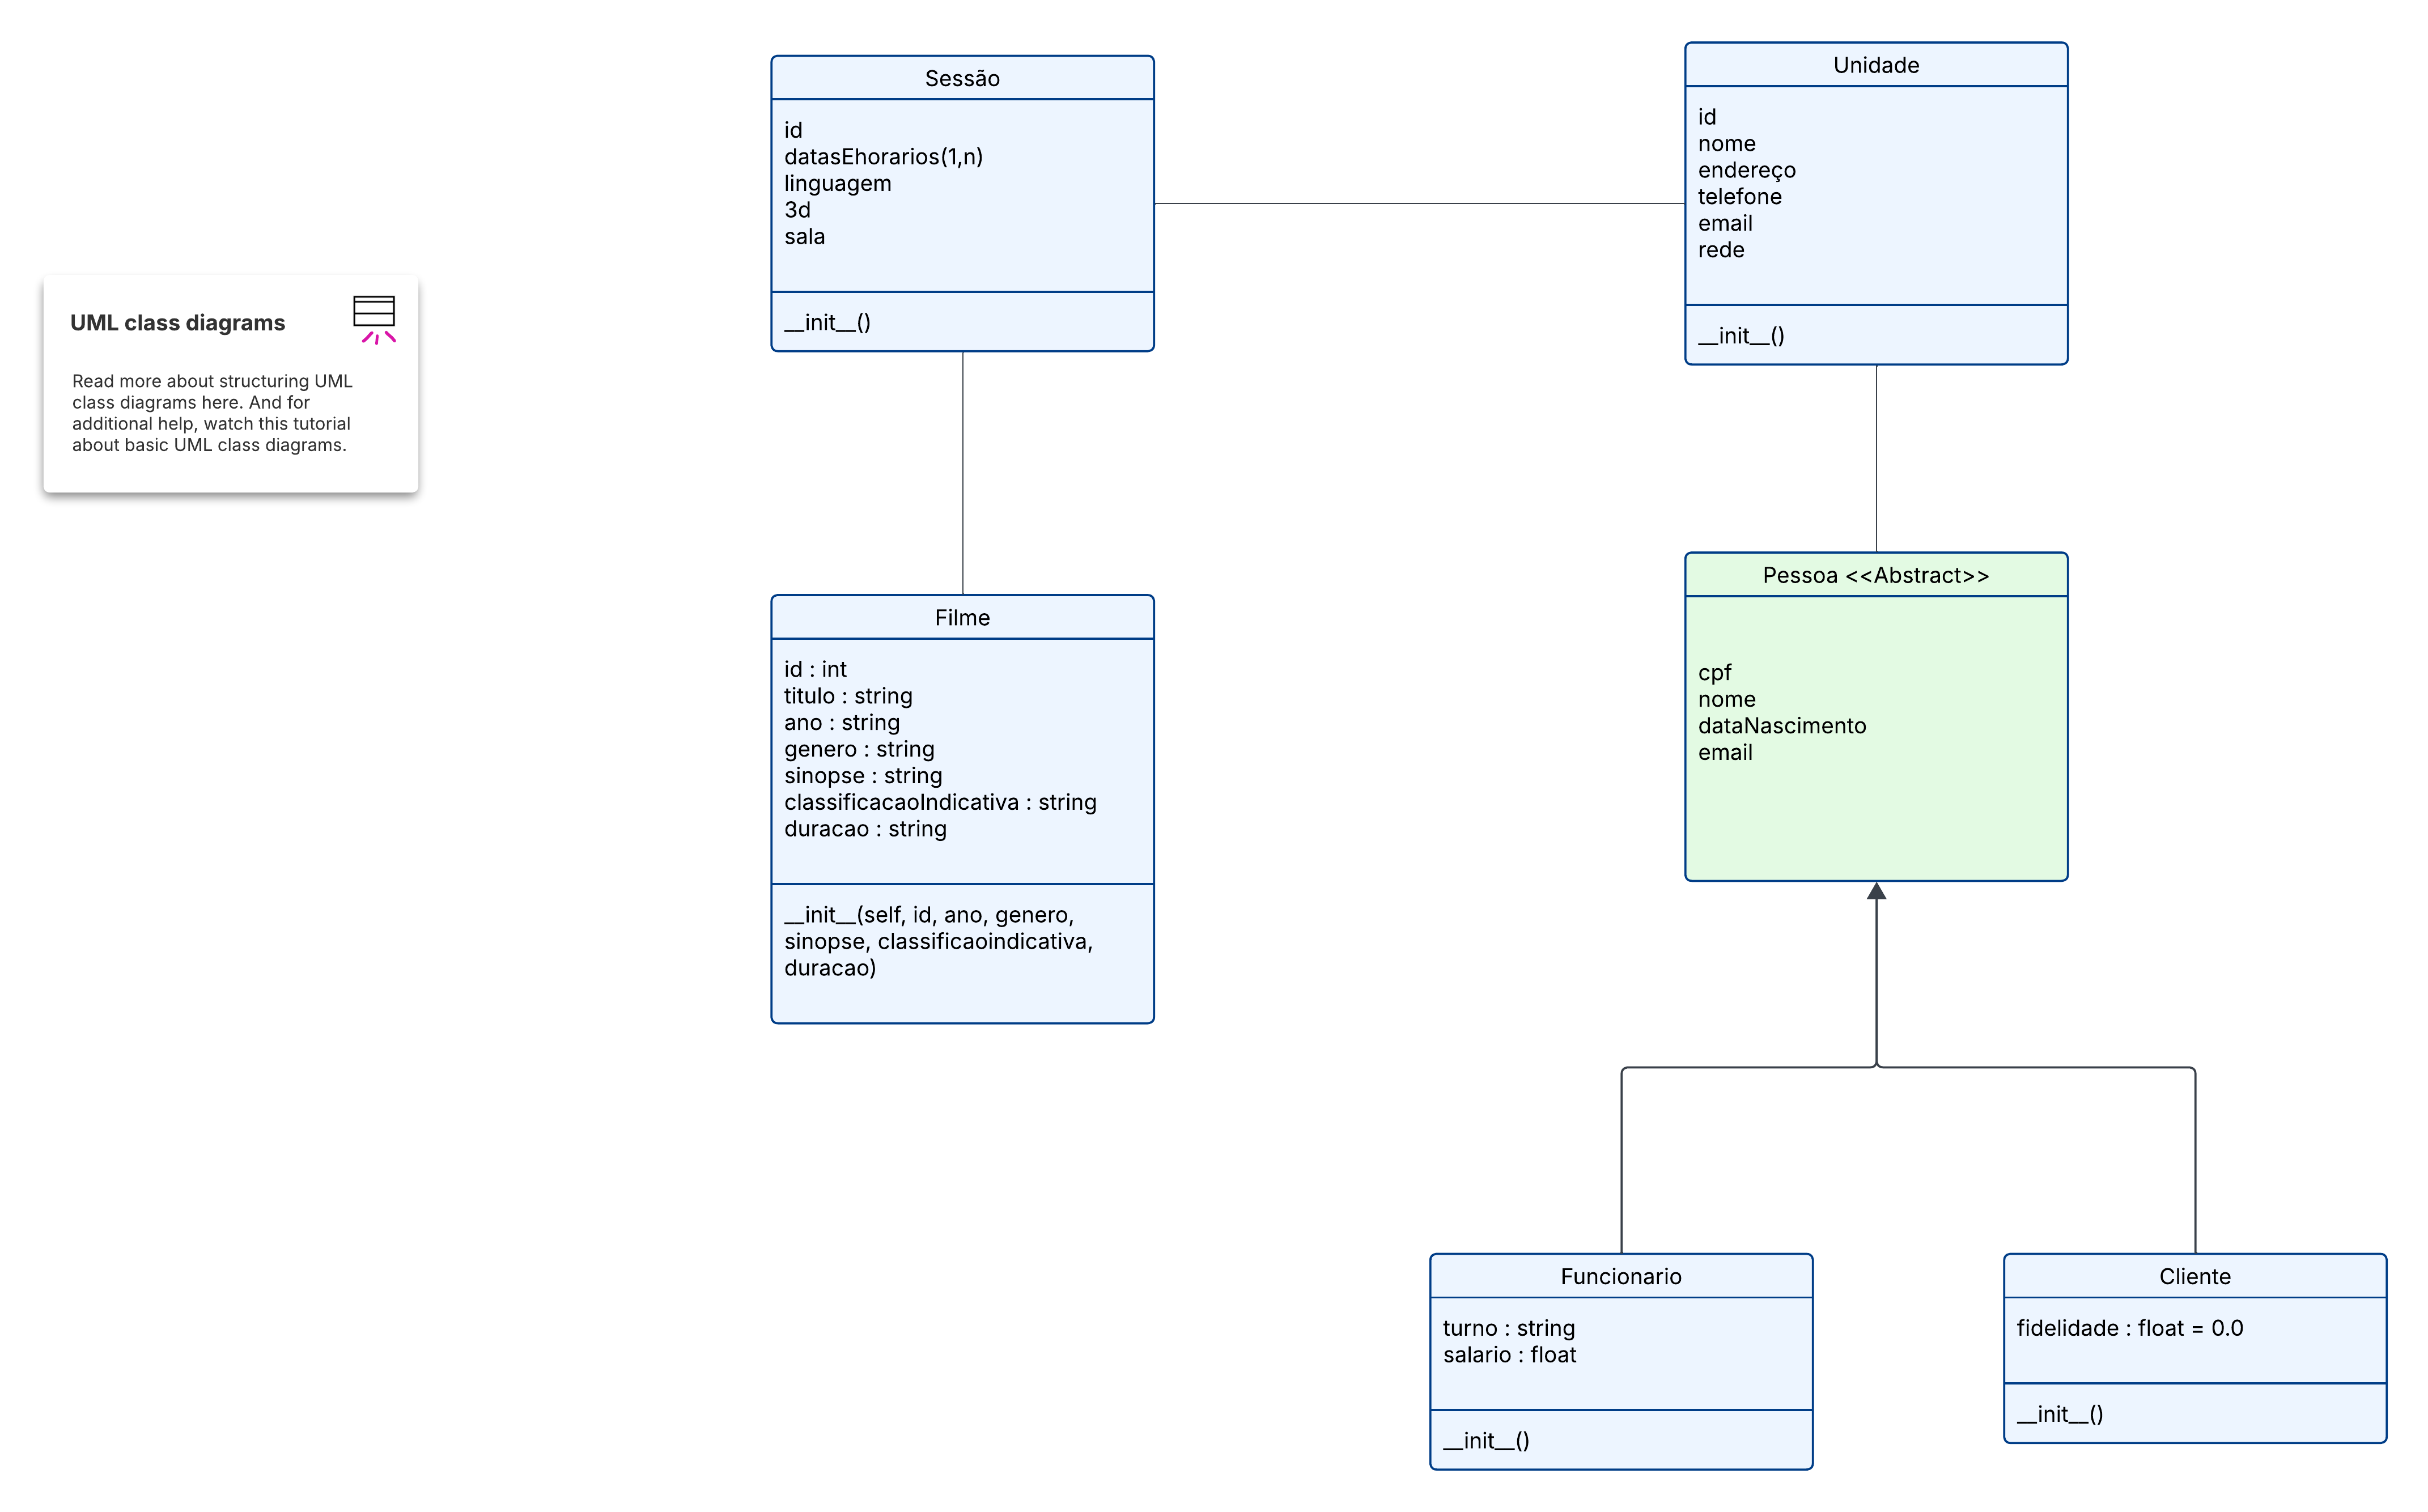 UML class diagrams
Read more about structuring UML
class diagrams here. And for
additional help, watch this tutorial
about basic UML class diagrams.
Sessão
id
datasEhorarios(1,n)
linguagem
3d
sala
__init__()
Unidade
id
nome
endereço
telefone
email
rede
__init__()
Filme
id : int
titulo : string
ano : string
genero : string
sinopse : string
classificacaoIndicativa : string
duracao : string
__init__(self, id, ano, genero,
sinopse, classificaoindicativa,
duracao)
Pessoa <<Abstract>>
cpf
nome
dataNascimento
email
Funcionario
turno : string
salario : float
__init__()
Cliente
fidelidade : float = 0.0
__init__()